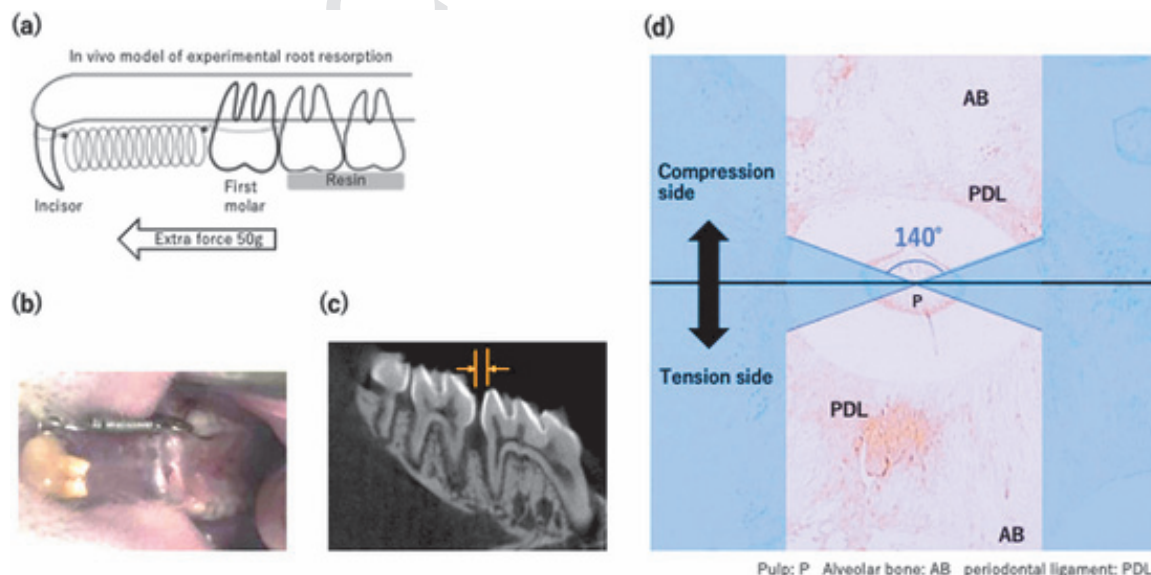 (a)
In vivo model of experimental root resorption
Incisor
First
molar
Resin
Extra force 50g
(b)
(c)
(d)
AB
Compression
side
PDL
140°
P
Tension side
PDL
AB
Pulp: P Alveolar bone: AB periodontal ligament: PDL